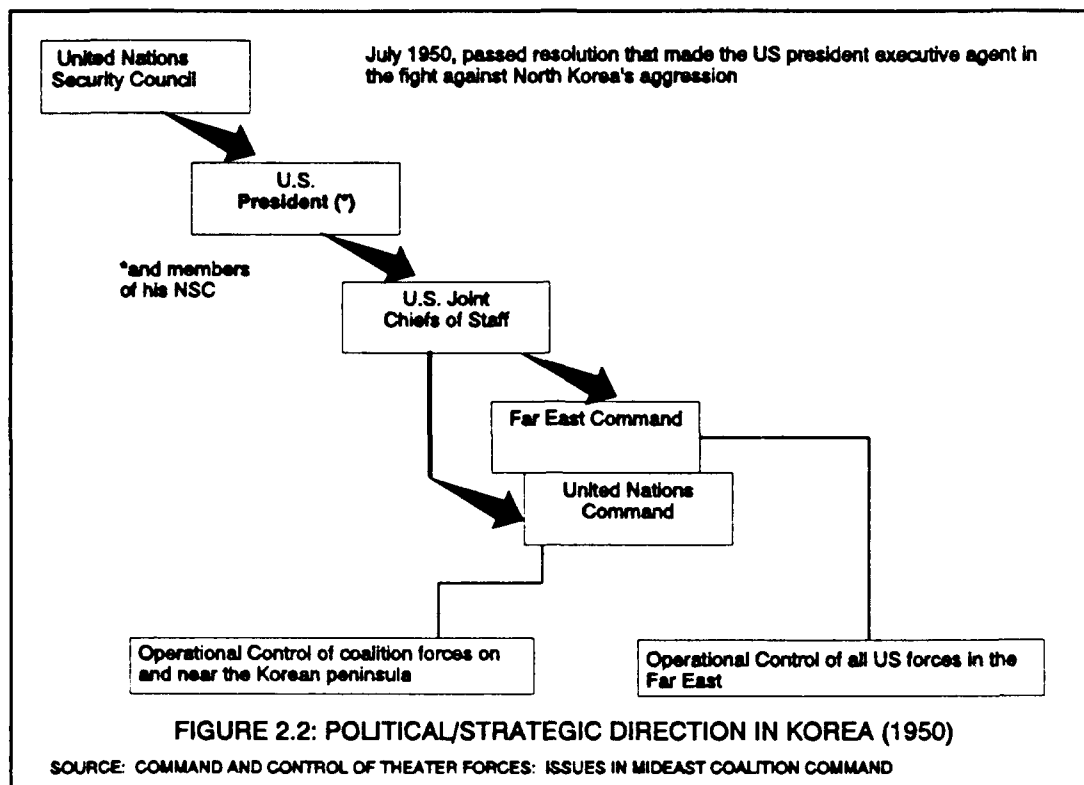 United Nations
Security Council
July 1950, passed resolution that made the US president executive agent in
the fight against North Korea's aggression
U.S.
President (*)
*and members
of his NSC
U.S. Joint
Chiefs of Staff
Far East Command
United Nations
Command
Operational Control of coalition forces on
and near the Korean peninsula
Operational Control of all US forces in the
Far East
FIGURE 2.2: POLITICAL/STRATEGIC DIRECTION IN KOREA (1950)
SOURCE: COMMAND AND CONTROL OF THEATER FORCES: ISSUES IN MIDEAST COALITION COMMAND